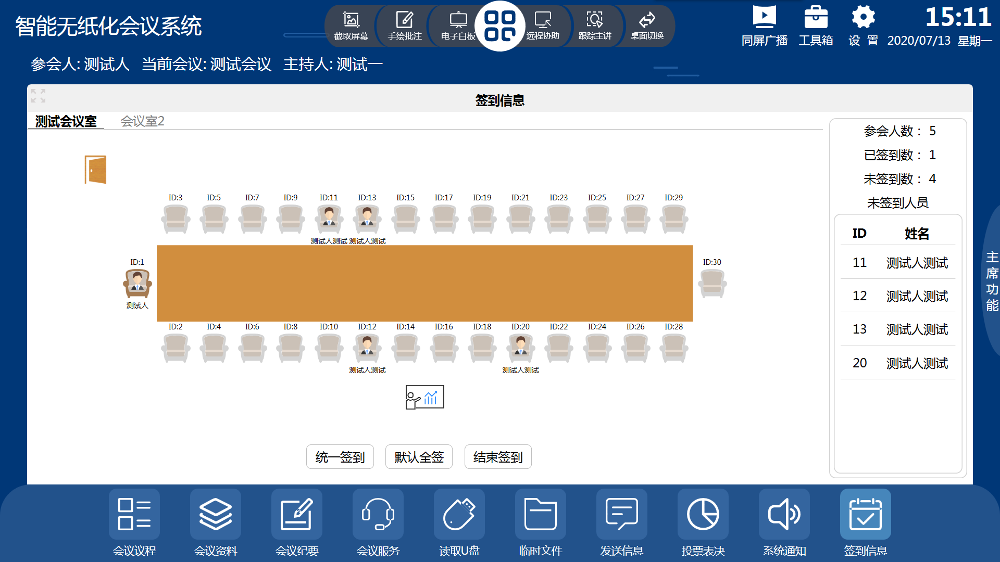 智能无纸化会议系统
截取屏幕
手绘批注
电子白板
远程协助
跟踪主讲
桌面切换
同屏广播
工具箱
设 置
15:11
2020/07/13 星期一
参会人: 测试人 当前会议: 测试会议 主持人: 测试一
签到信息
测试会议室 会议室2
参会人数： 5
已签到数： 1
未签到数： 4
未签到人员
ID 姓名
11 测试人测试
12 测试人测试
13 测试人测试
20 测试人测试
ID:3 ID:5 ID:7 ID:9 ID:11 ID:13 ID:15 ID:17 ID:19 ID:21 ID:23 ID:25 ID:27 ID:29
测试人测试 测试人测试
ID:1
测试人
ID:30
ID:2 ID:4 ID:6 ID:8 ID:10 ID:12 ID:14 ID:16 ID:18 ID:20 ID:22 ID:24 ID:26 ID:28
测试人测试 测试人测试
统一签到 默认全签 结束签到
主席功能
会议议程 会议资料 会议纪要 会议服务 读取U盘 临时文件 发送信息 投票表决 系统通知 签到信息